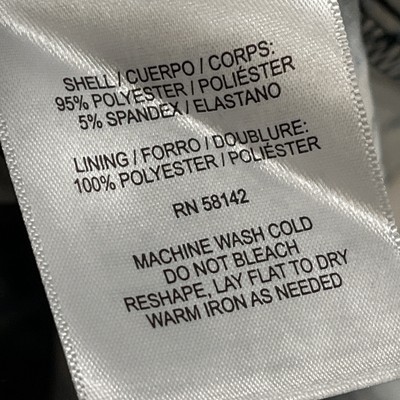 SHELL / CUERPO / CORPS:
95% POLYESTER / POLIÉSTER
5% SPANDEX / ELASTANO
LINING / FORRO / DOUBLURE:
100% POLYESTER / POLIÉSTER
RN 58142
MACHINE WASH COLD
DO NOT BLEACH
RESHAPE, LAY FLAT TO DRY
WARM IRON AS NEEDED